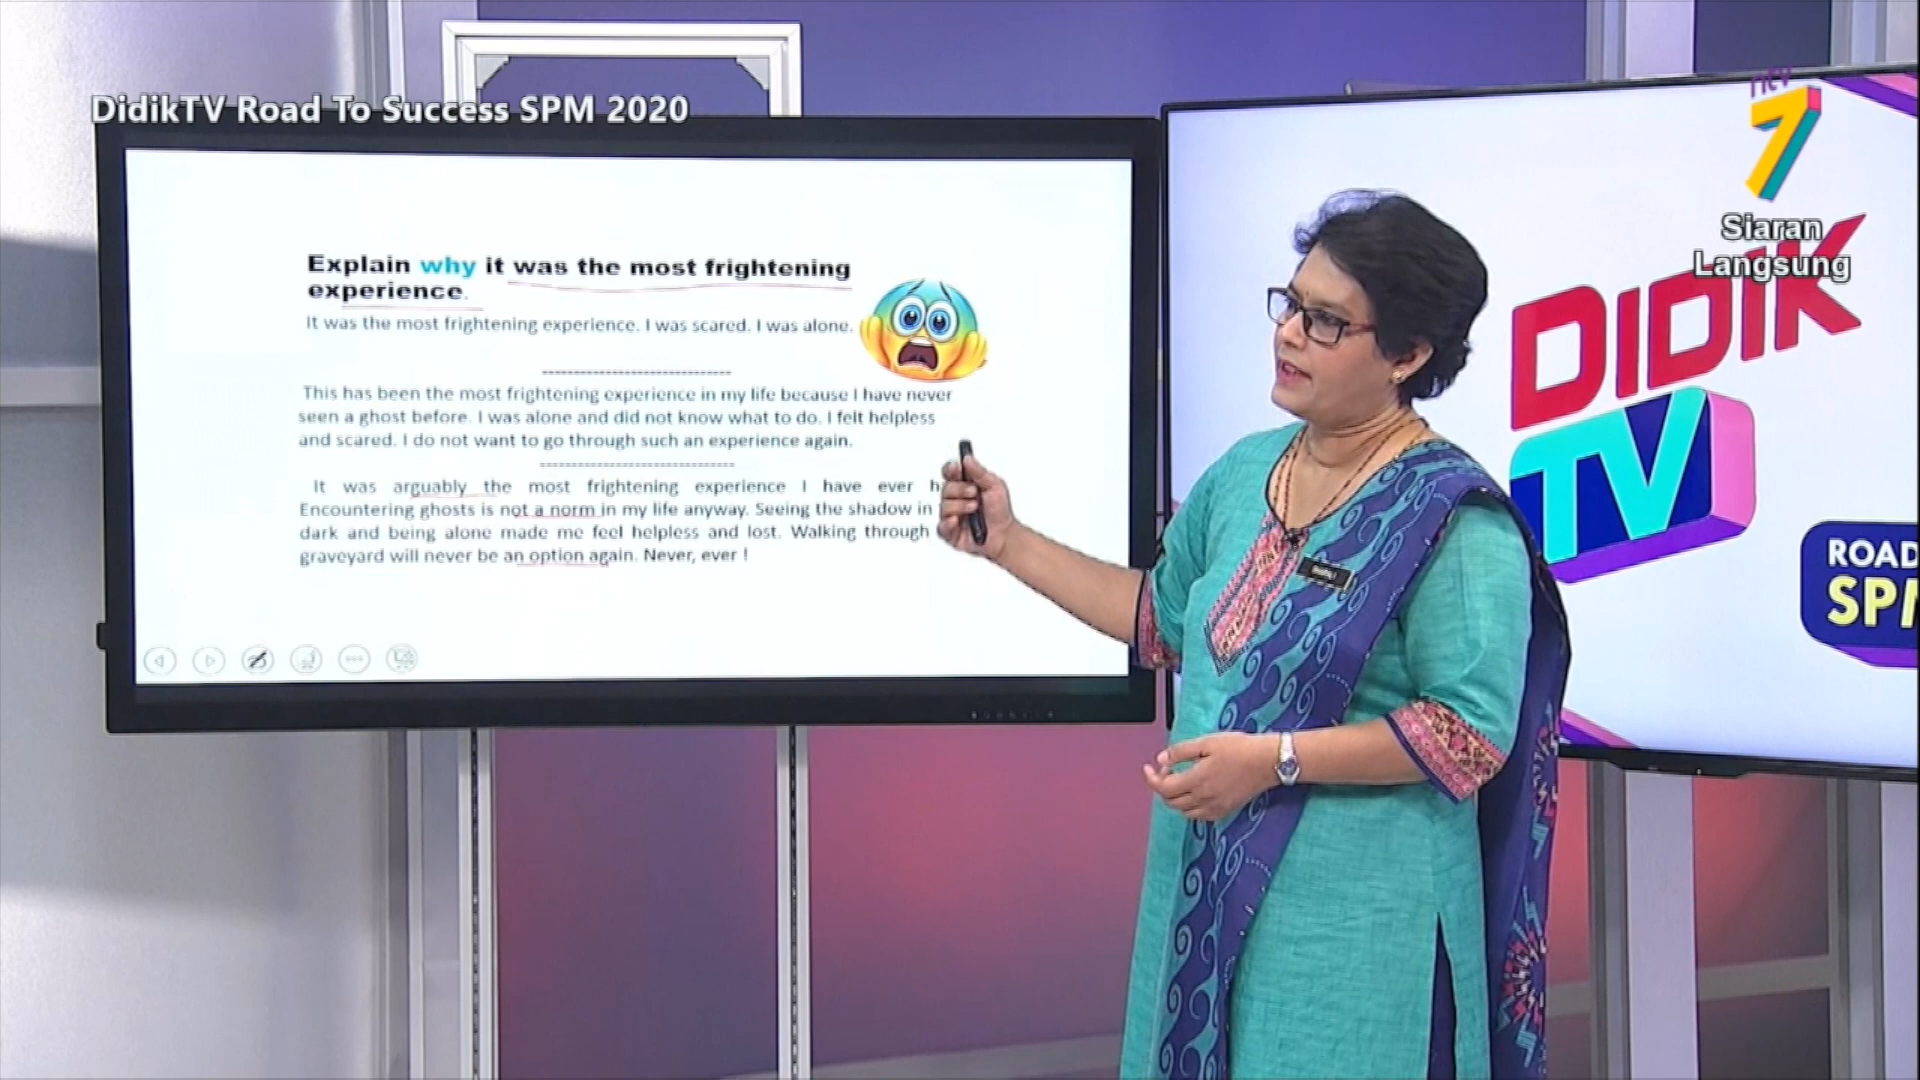 DidikTV Road To Success SPM 2020
ntv
7
Siaran
Langsung
Explain why it was the most frightening
experience.
It was the most frightening experience. I was scared. I was alone.
-------------------------------
This has been the most frightening experience in my life because I have never
seen a ghost before. I was alone and did not know what to do. I felt helpless
and scared. I do not want to go through such an experience again.
--------------------------------
It was arguably the most frightening experience I have ever
Encountering ghosts is not a norm in my life anyway. Seeing the shadow in
dark and being alone made me feel helpless and lost. Walking through
graveyard will never be an option again. Never, ever !
DIDIK
TV
ROAD